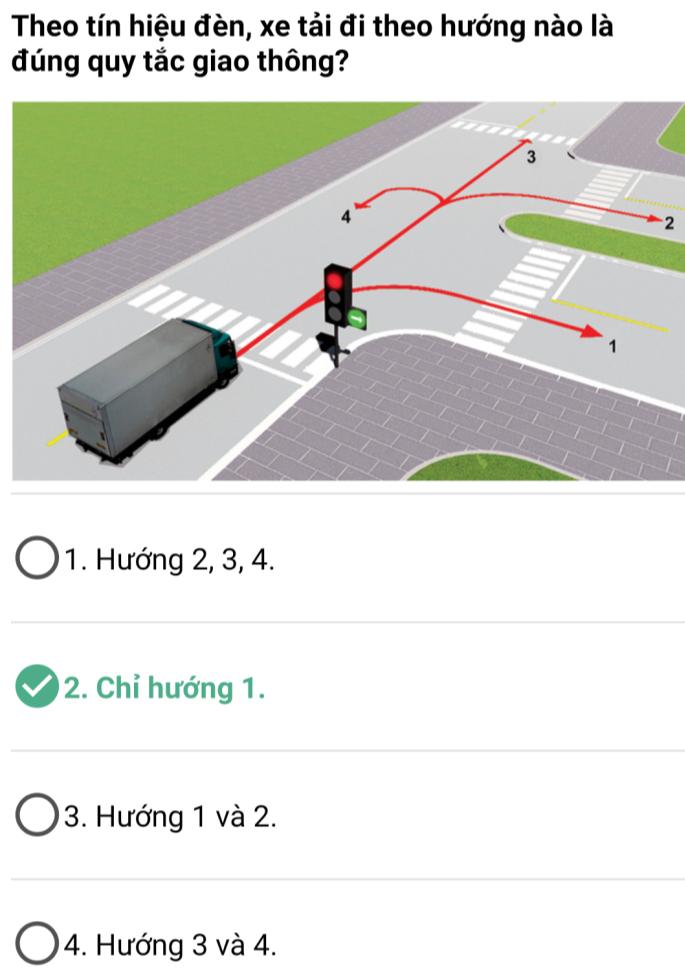 Theo tín hiệu đèn, xe tải đi theo hướng nào là
đúng quy tắc giao thông?
3
4
2
1
1. Hướng 2, 3, 4.
2. Chỉ hướng 1.
3. Hướng 1 và 2.
4. Hướng 3 và 4.